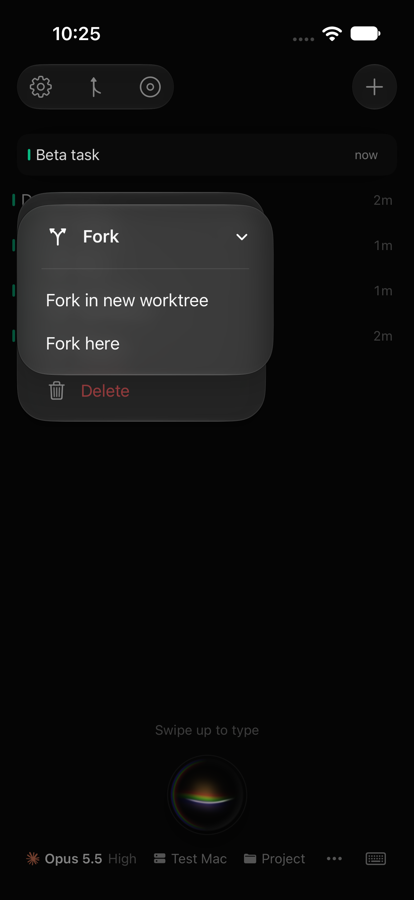 10:25
Beta task
now
2m
Fork
1m
Fork in new worktree
1m
Fork here
2m
Delete
Swipe up to type
Opus 5.5 High
Test Mac
Project